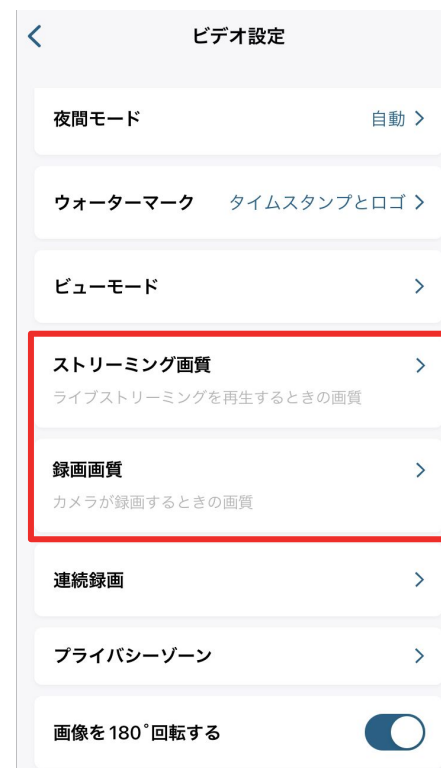 ビデオ設定
夜間モード 自動
ウォーターマーク タイムスタンプとロゴ
ビューモード
ストリーミング画質
ライブストリーミングを再生するときの画質
録画画質
カメラが録画するときの画質
連続録画
プライバシーゾーン
画像を180°回転する